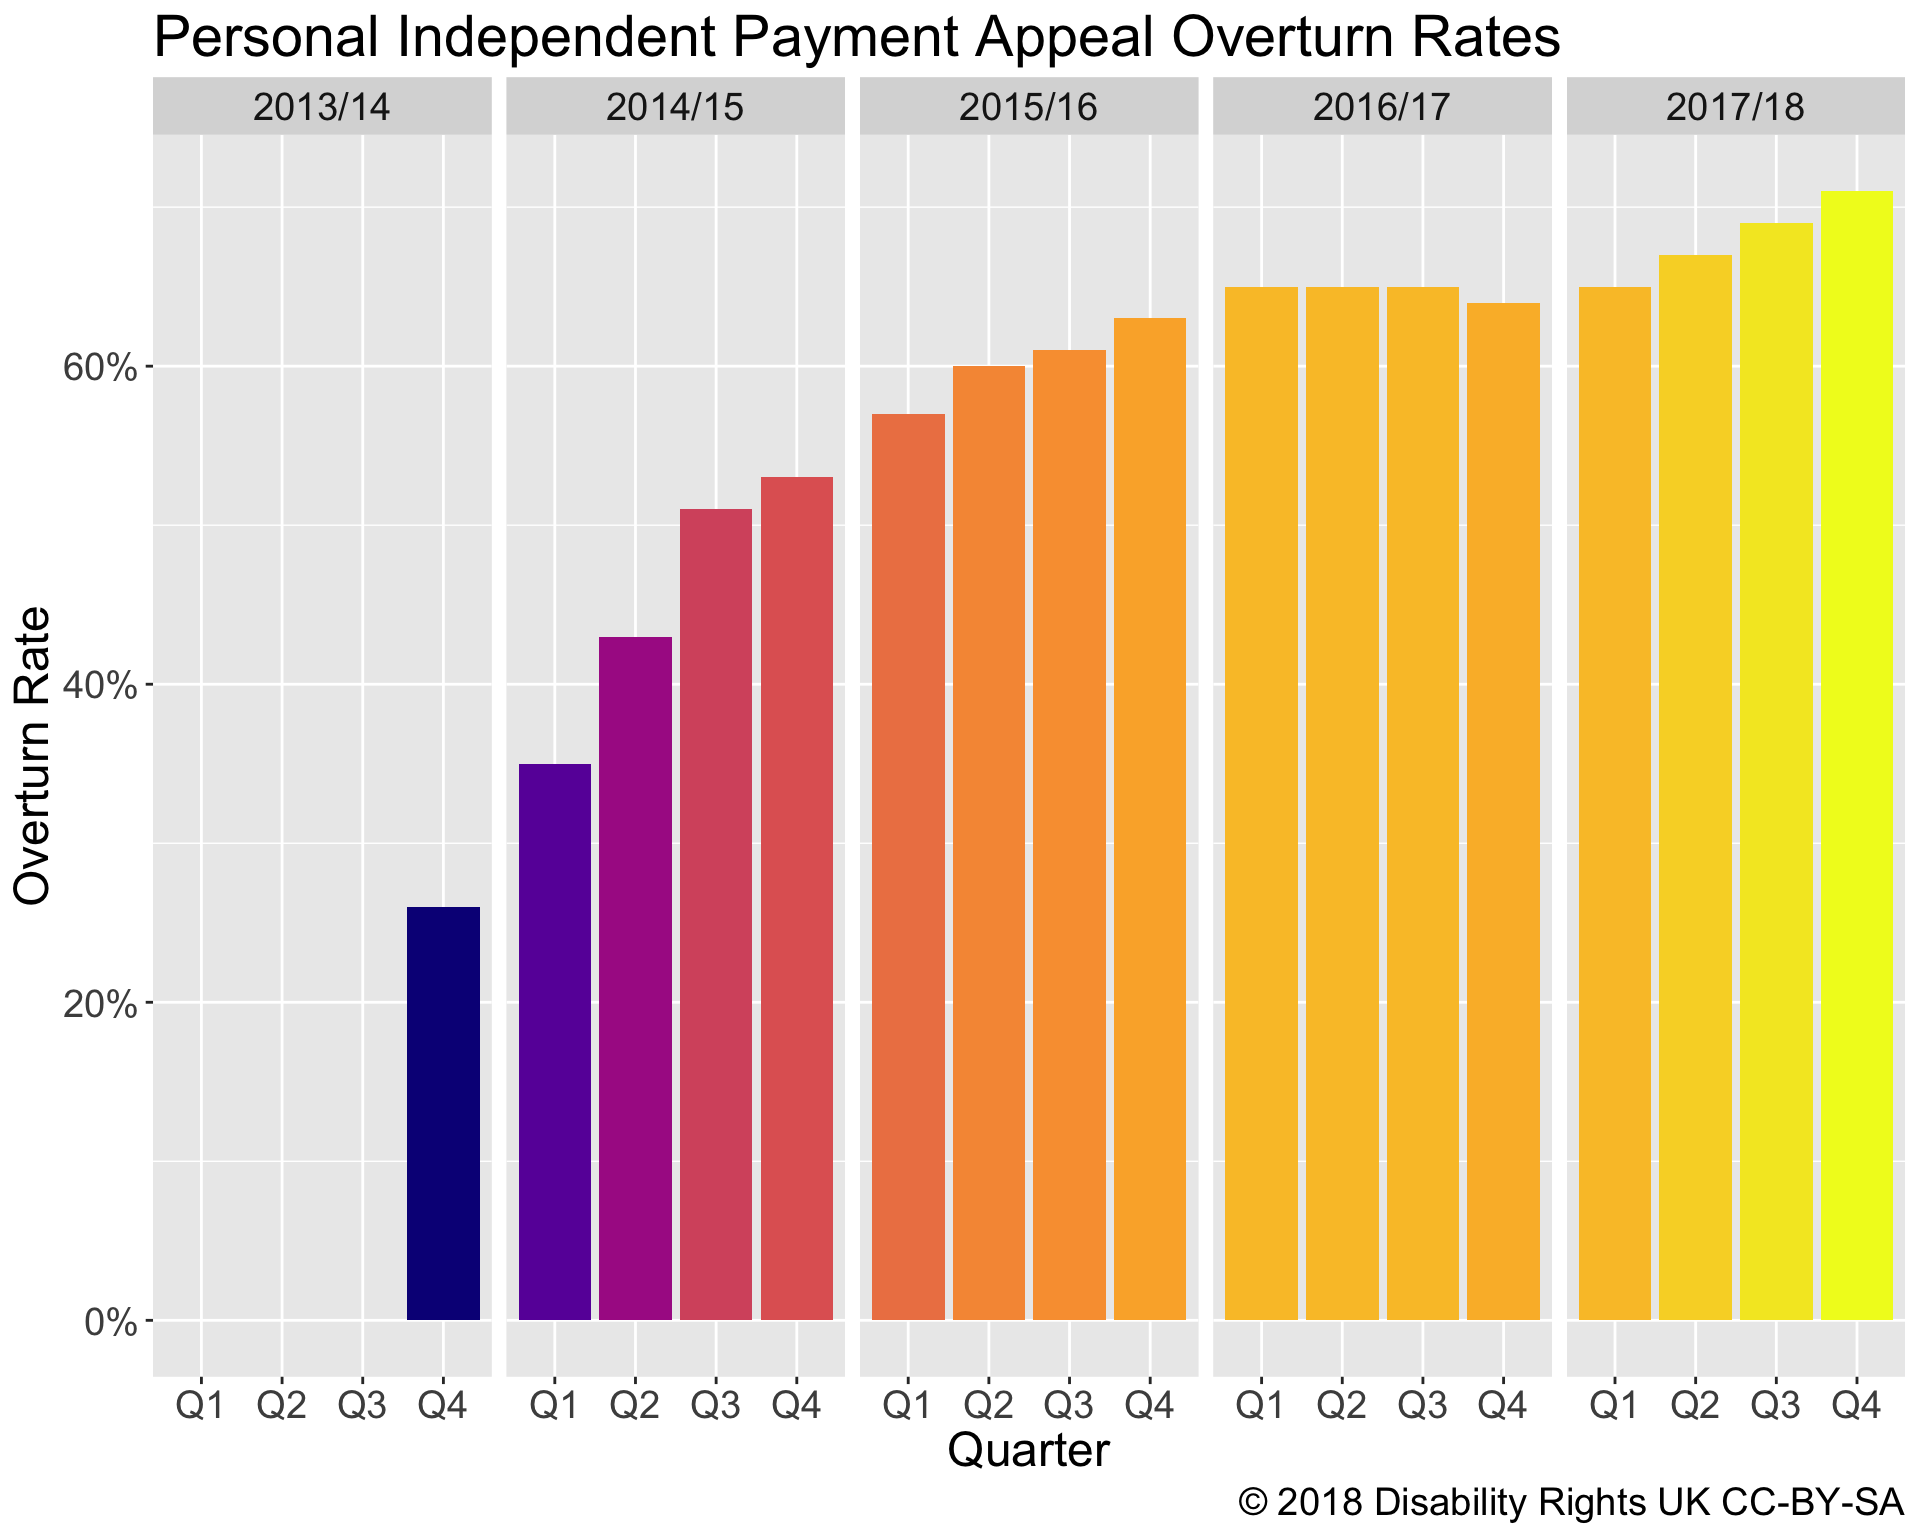 Personal Independent Payment Appeal Overturn Rates
2013/14 2014/15 2015/16 2016/17 2017/18
Overturn Rate
60%
40%
20%
0%
Q1 Q2 Q3 Q4 Q1 Q2 Q3 Q4 Q1 Q2 Q3 Q4 Q1 Q2 Q3 Q4 Q1 Q2 Q3 Q4
Quarter
© 2018 Disability Rights UK CC-BY-SA